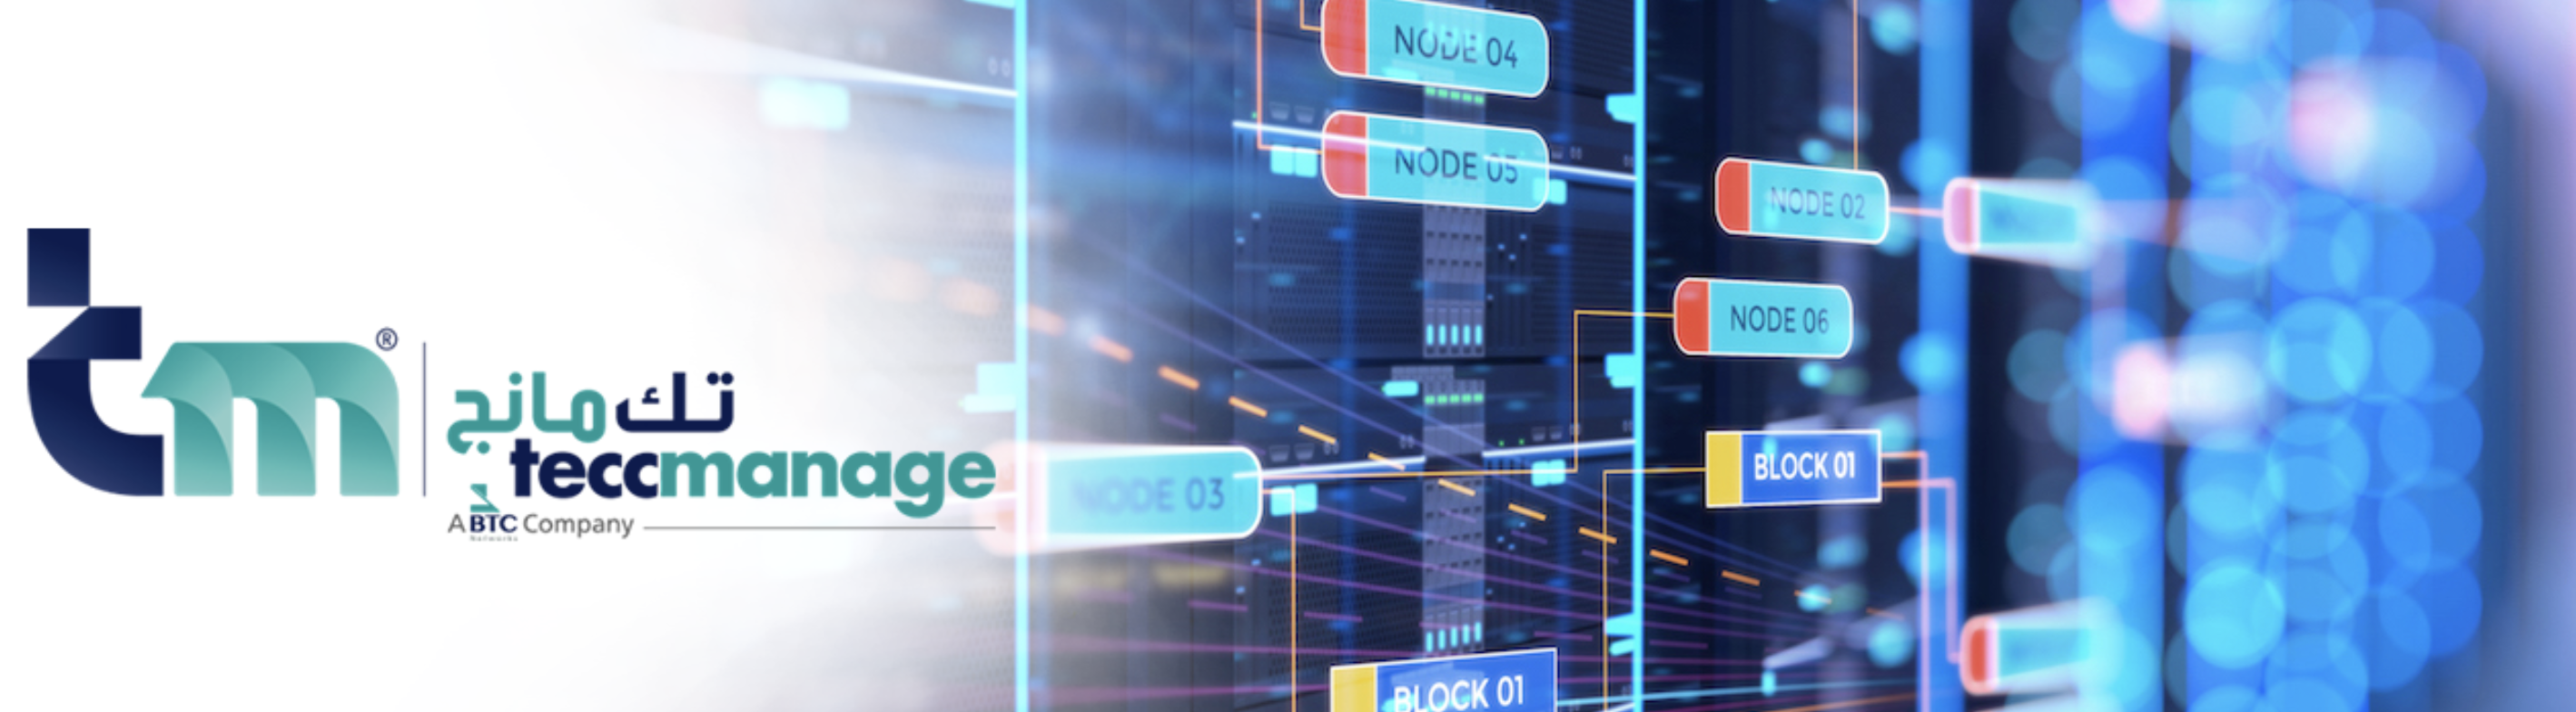 ®
تك مانج
teccmanage
A BTC Company
Networks
NODE 04
NODE 05
NODE 02
NODE 06
NODE 03
BLOCK 01
BLOCK 01